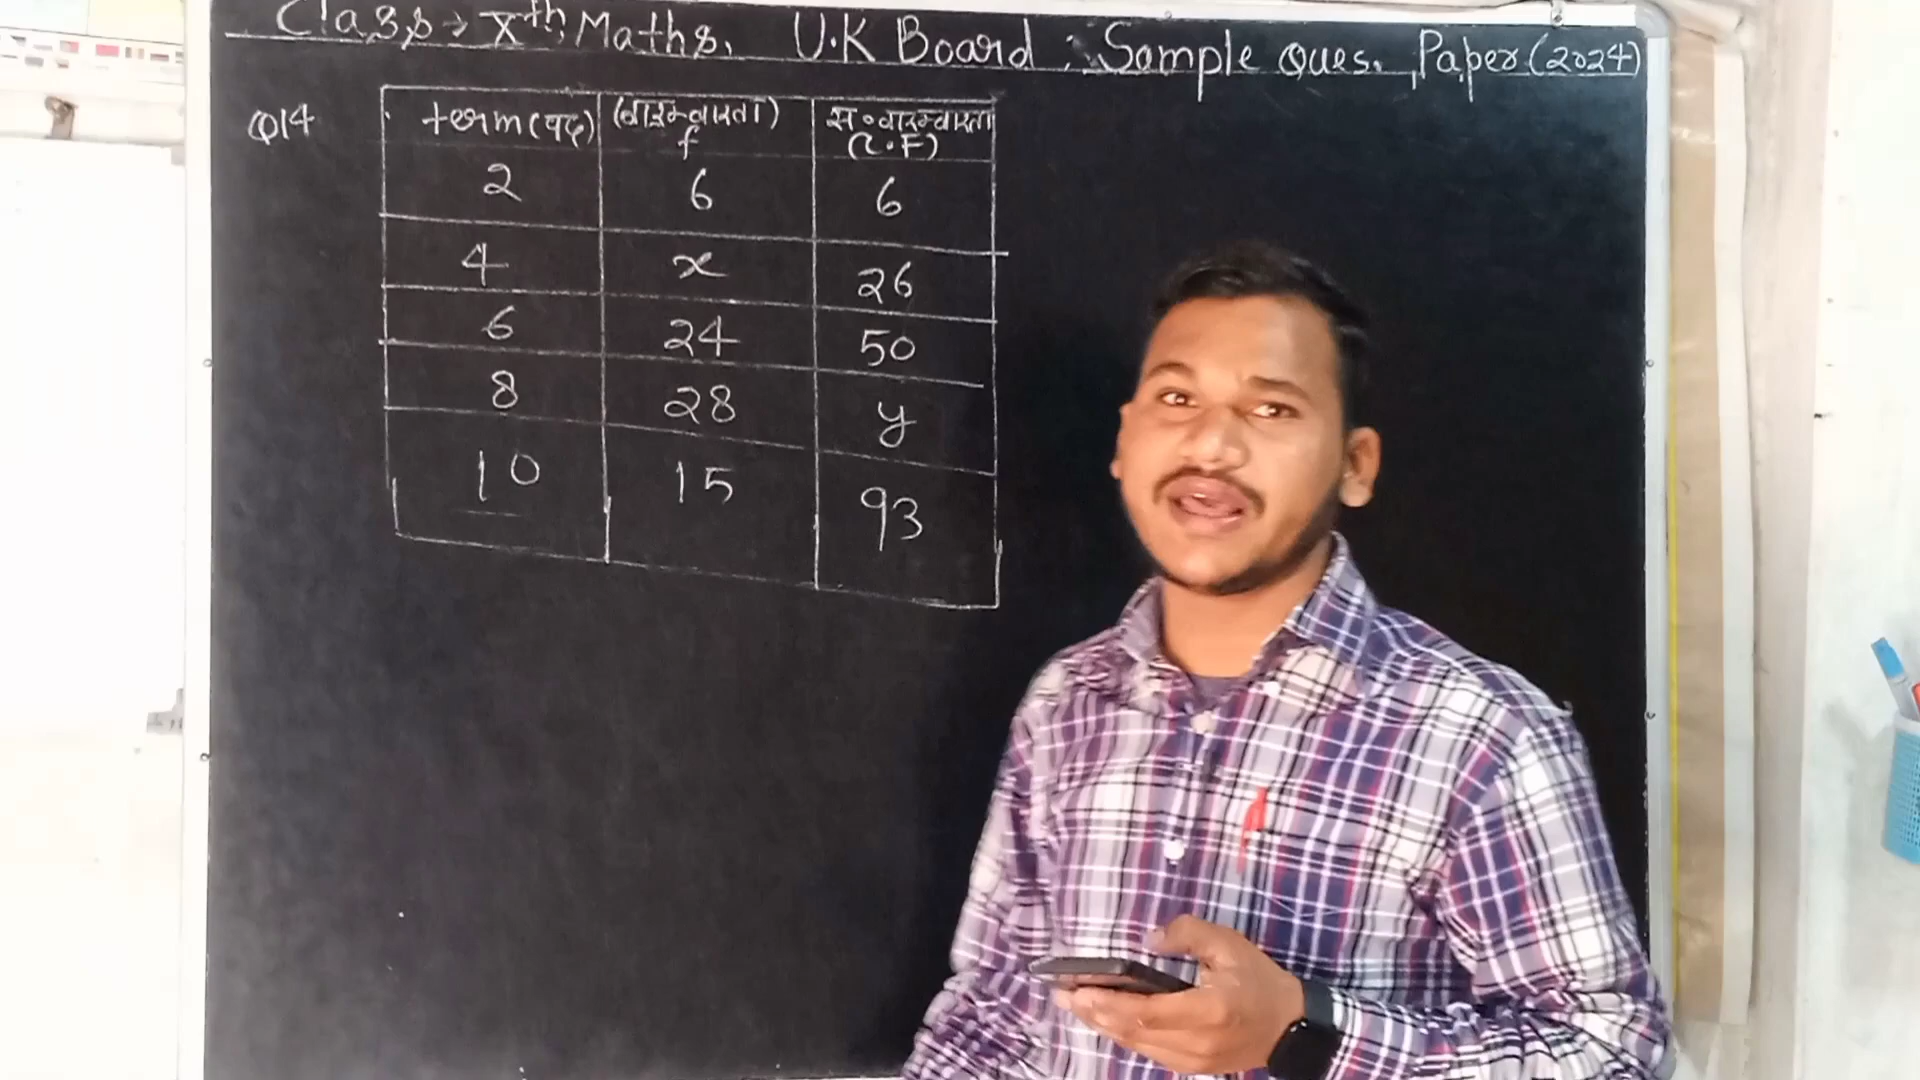 Class → Xth, Maths. U.K Board : Sample Ques. Paper (2024)
Q14
term(पद) (बारम्बारता) f स॰बारम्बारता (C.F)
2 6 6
4 x 26
6 24 50
8 28 y
10 15 93